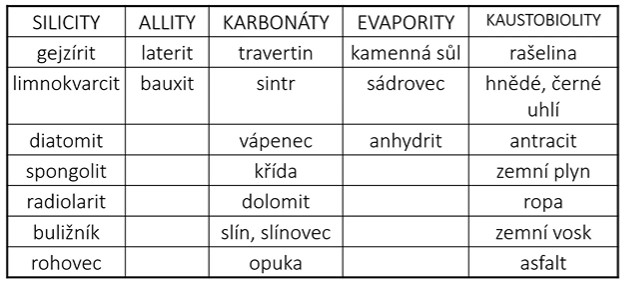 SILICITY ALLITY KARBONÁTY EVAPORITY KAUSTOBIOLITY
gejzírit laterit travertin kamenná sůl rašelina
limnokvarcit bauxit sintr sádrovec hnědé, černé
uhlí
diatomit vápenec anhydrit antracit
spongolit křída zemní plyn
radiolarit dolomit ropa
buližník slín, slínovec zemní vosk
rohovec opuka asfalt